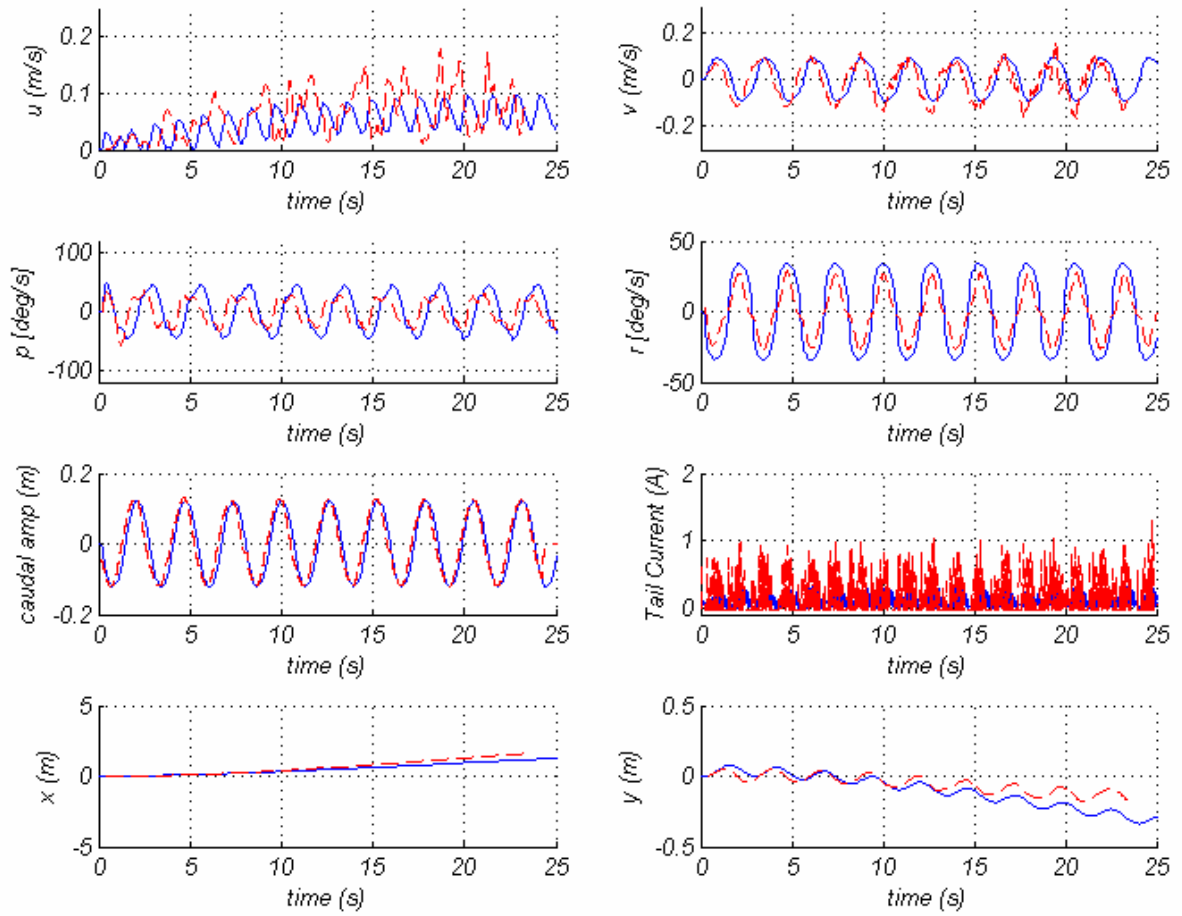 0.2
0.1
0
u (m/s)
0 5 10 15 20 25
time (s)
0.2
0
-0.2
v (m/s)
0 5 10 15 20 25
time (s)
100
0
-100
p [deg/s]
0 5 10 15 20 25
time (s)
50
0
-50
r [deg/s]
0 5 10 15 20 25
time (s)
0.2
0
-0.2
caudal amp (m)
0 5 10 15 20 25
time (s)
2
1
0
Tail Current (A)
0 5 10 15 20 25
time (s)
5
0
-5
x (m)
0 5 10 15 20 25
time (s)
0.5
0
-0.5
y (m)
0 5 10 15 20 25
time (s)